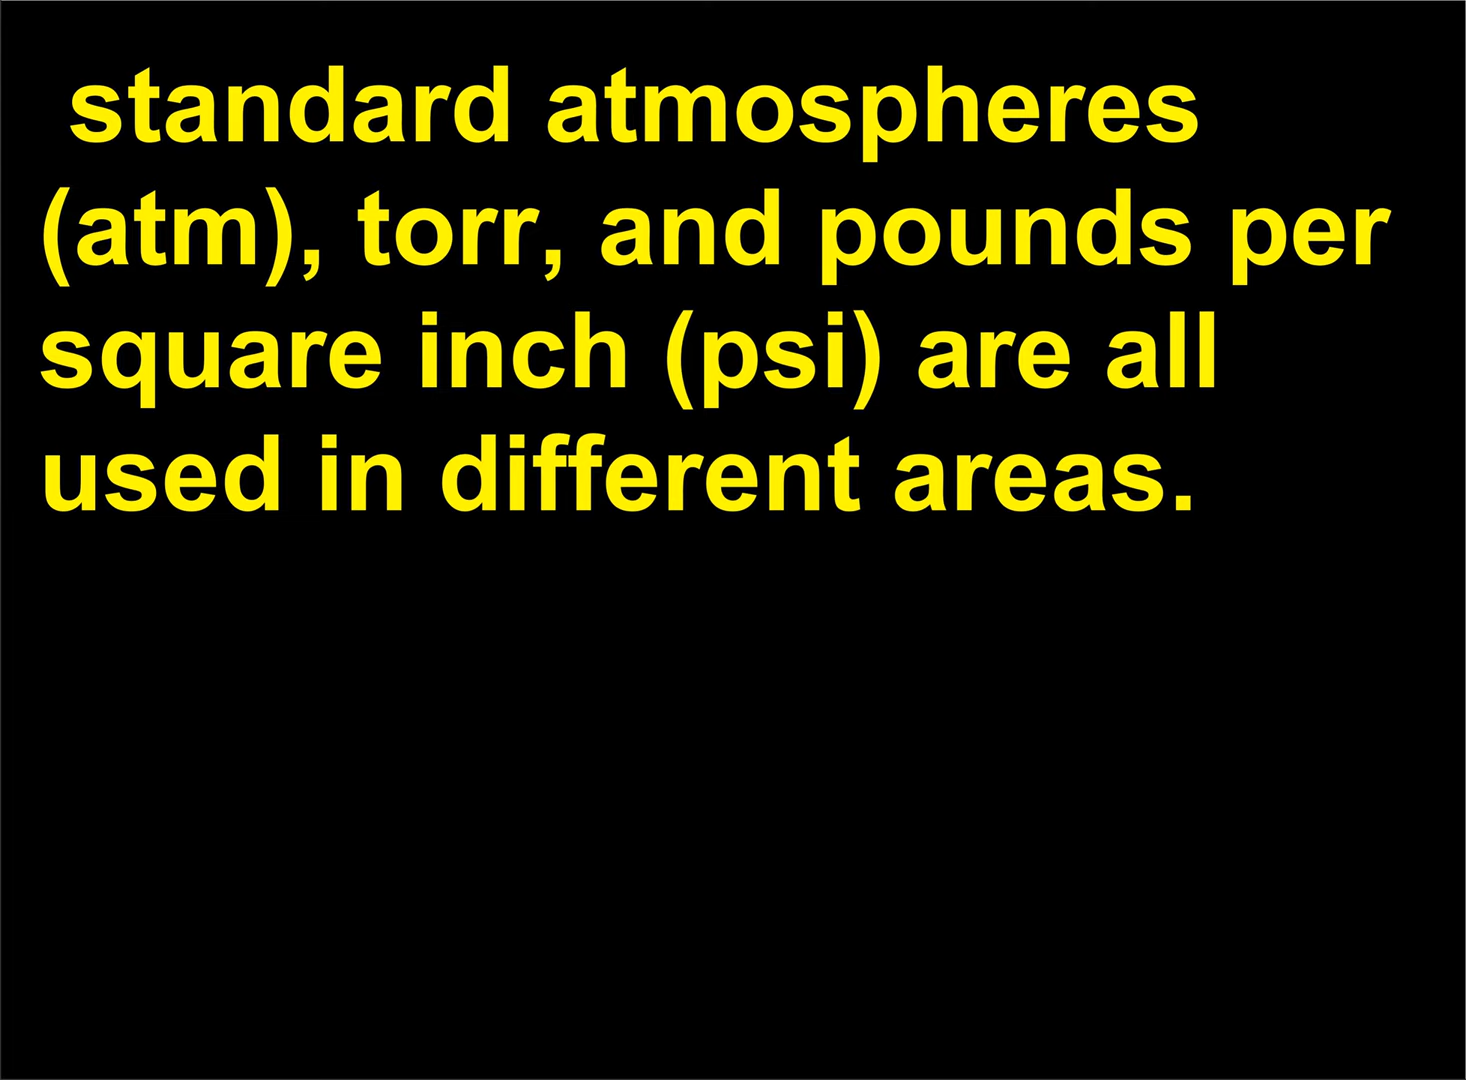 standard atmospheres
(atm), torr, and pounds per
square inch (psi) are all
used in different areas.